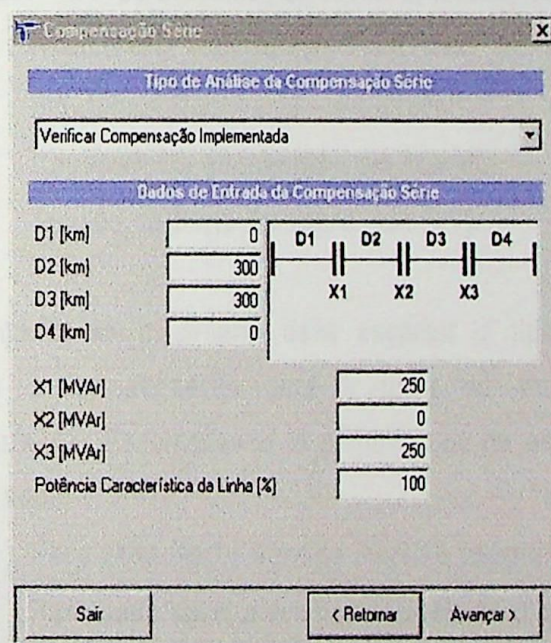 Compensação Série
Tipo de Análise da Compensação Série
Verificar Compensação Implementada
Dados de Entrada da Compensação Série
D1 [km] 0
D2 [km] 300
D3 [km] 300
D4 [km] 0
D1 D2 D3 D4
X1 X2 X3
X1 [MVAr] 250
X2 [MVAr] 0
X3 [MVAr] 250
Potência Característica da Linha [%] 100
Sair < Retornar Avançar >